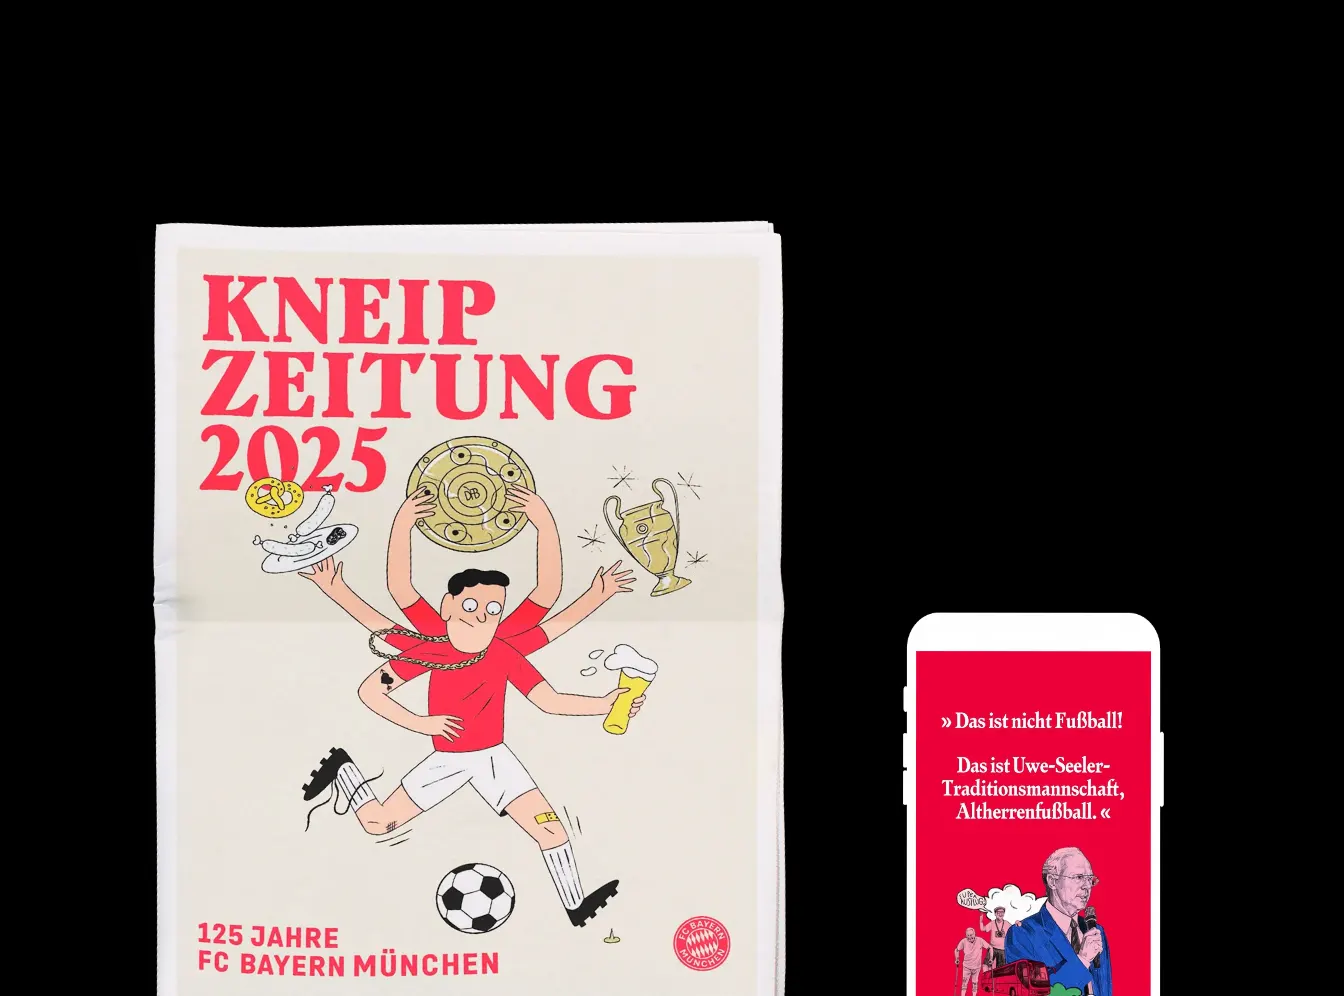 KNEIP
ZEITUNG
2025
DFB
125 JAHRE
FC BAYERN MÜNCHEN
FC BAYERN
MÜNCHEN
» Das ist nicht Fußball!
Das ist Uwe-Seeler-
Traditionsmannschaft,
Altherrenfußball. «